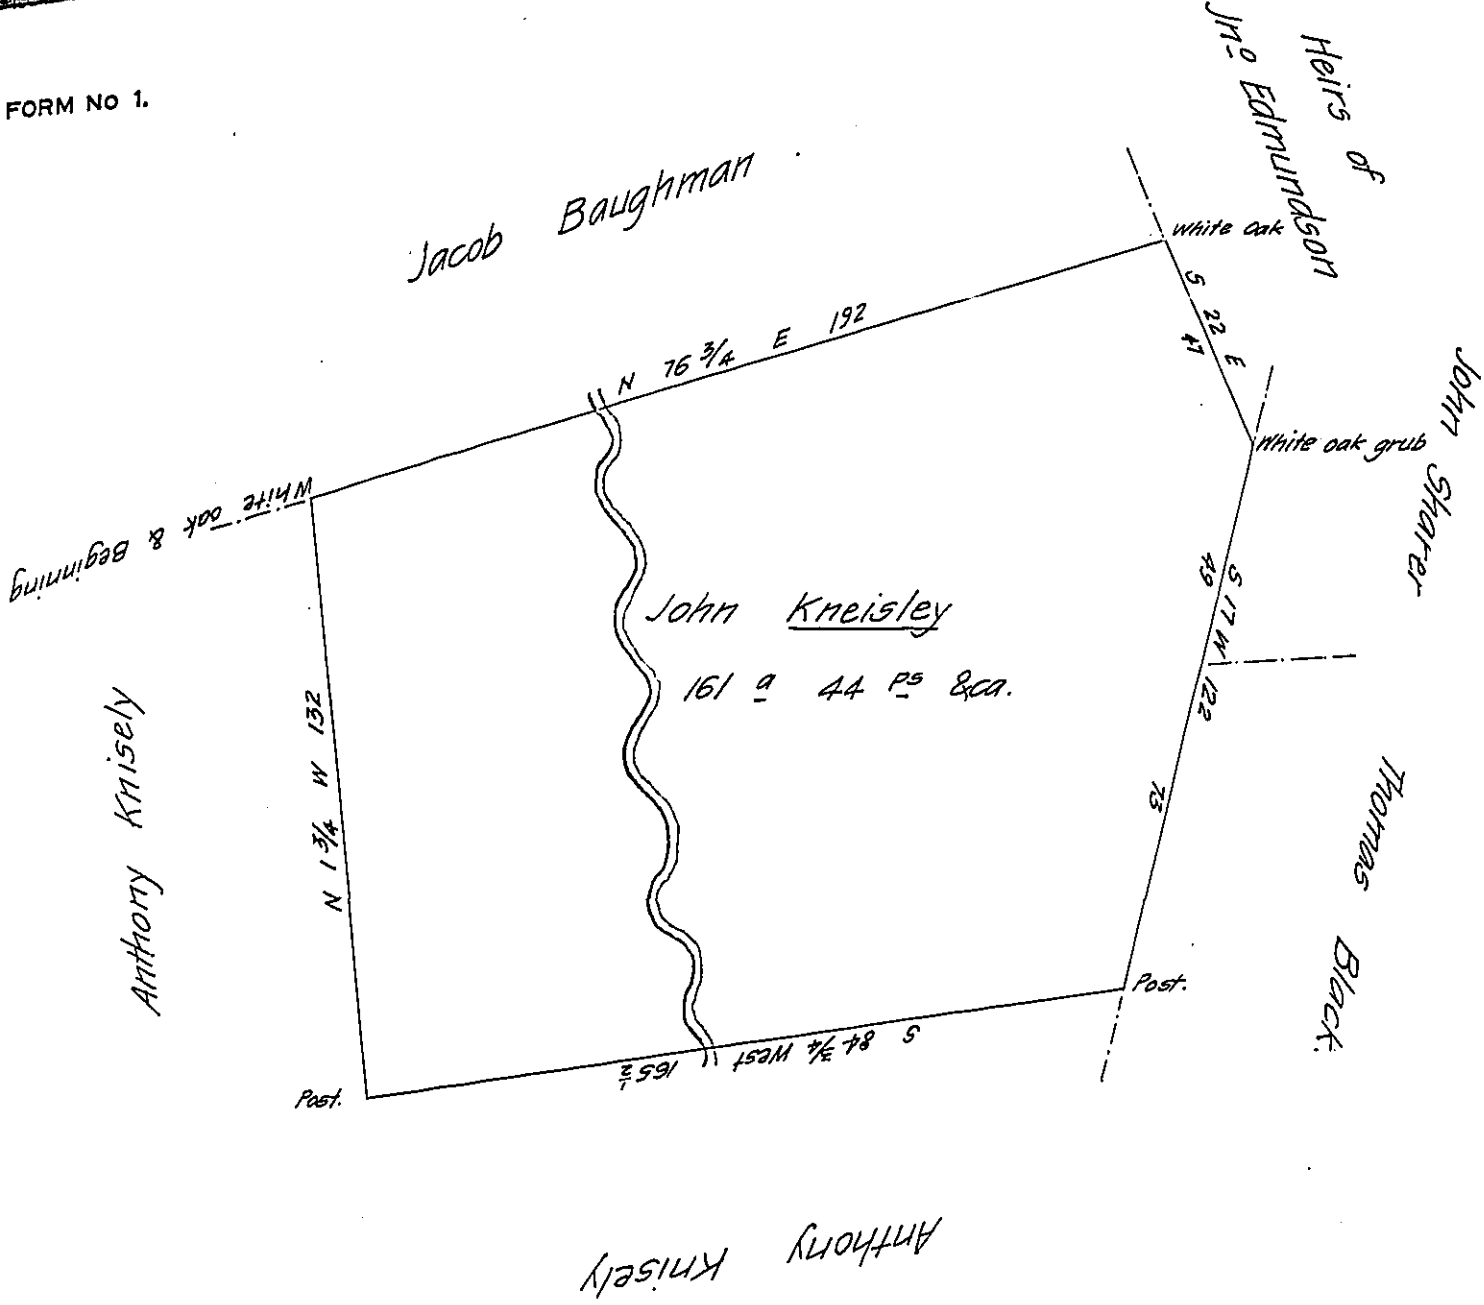 FORM NO 1.
Heirs of
Jno Edmundson
Jacob Baughman
White Oak
N 76 3/4 E 192
S 22 E
47
John Sharer
White oak grub
White oak & Beginning
S 17 W 122
49
73
John Kneisley
161 a 44 ps &ca.
N 1 3/4 W 132
Anthony Knisely
Thomas Black.
Post.
S 84 3/4 West 165 1/2
Post.
Anthony Knisely